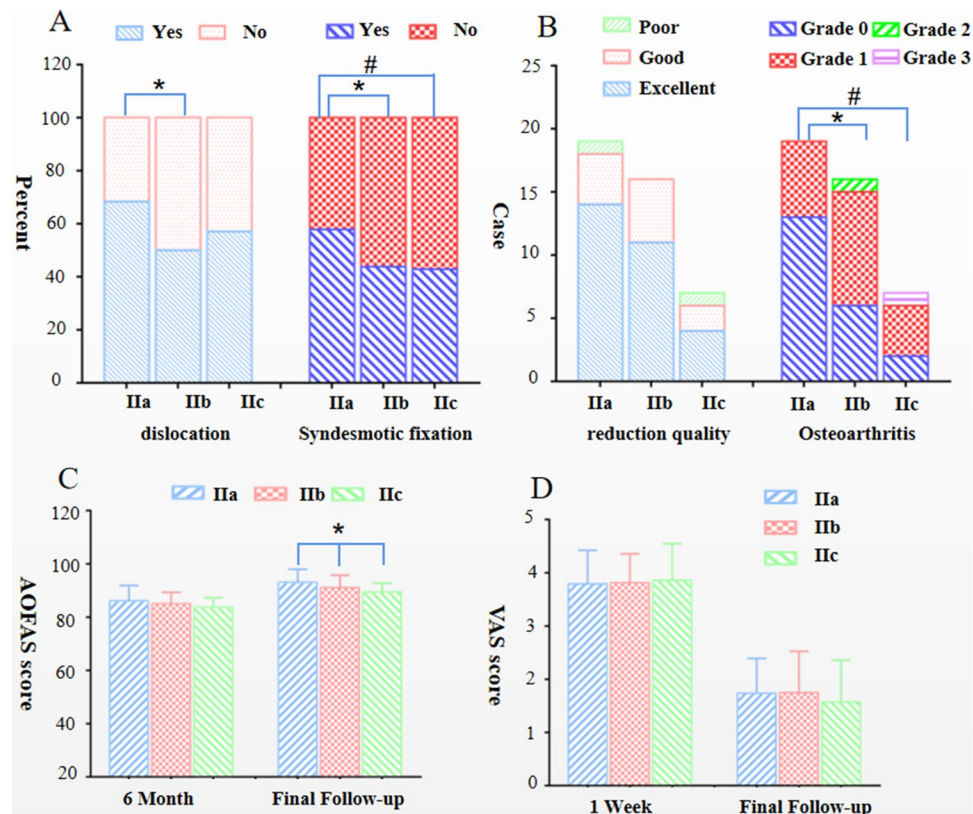 A
Yes No Yes No
Percent
120
100
80
60
40
20
0
* # *
IIa IIb IIc IIa IIb IIc
dislocation Syndesmotic fixation
B
Poor
Good
Excellent
Grade 0 Grade 2
Grade 1 Grade 3
Case
25
20
15
10
5
0
# *
IIa IIb IIc IIa IIb IIc
reduction quality Osteoarthritis
C
IIa IIb IIc
AOFAS score
120
100
80
60
40
20
*
6 Month Final Follow-up
D
IIa
IIb
IIc
VAS score
5
4
3
2
1
0
1 Week Final Follow-up